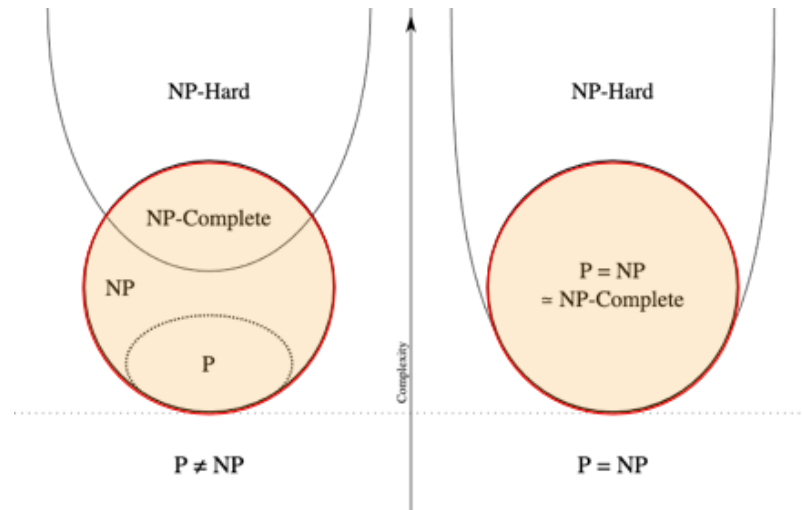 NP-Hard
NP-Complete
NP
P
P ≠ NP
Complexity
NP-Hard
P = NP
≃ NP-Complete
P = NP